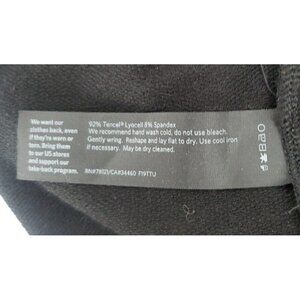 We want our
clothes back, even
if they're worn or
torn. Bring them
to our US stores
and support our
take-back program.
92% Tencel® Lyocell 8% Spandex
We recommend hand wash cold, do not use bleach.
Gently wring. Reshape and lay flat to dry. Use cool iron
if necessary. May be dry cleaned.
RN#78021/CA#34460 F19TTU